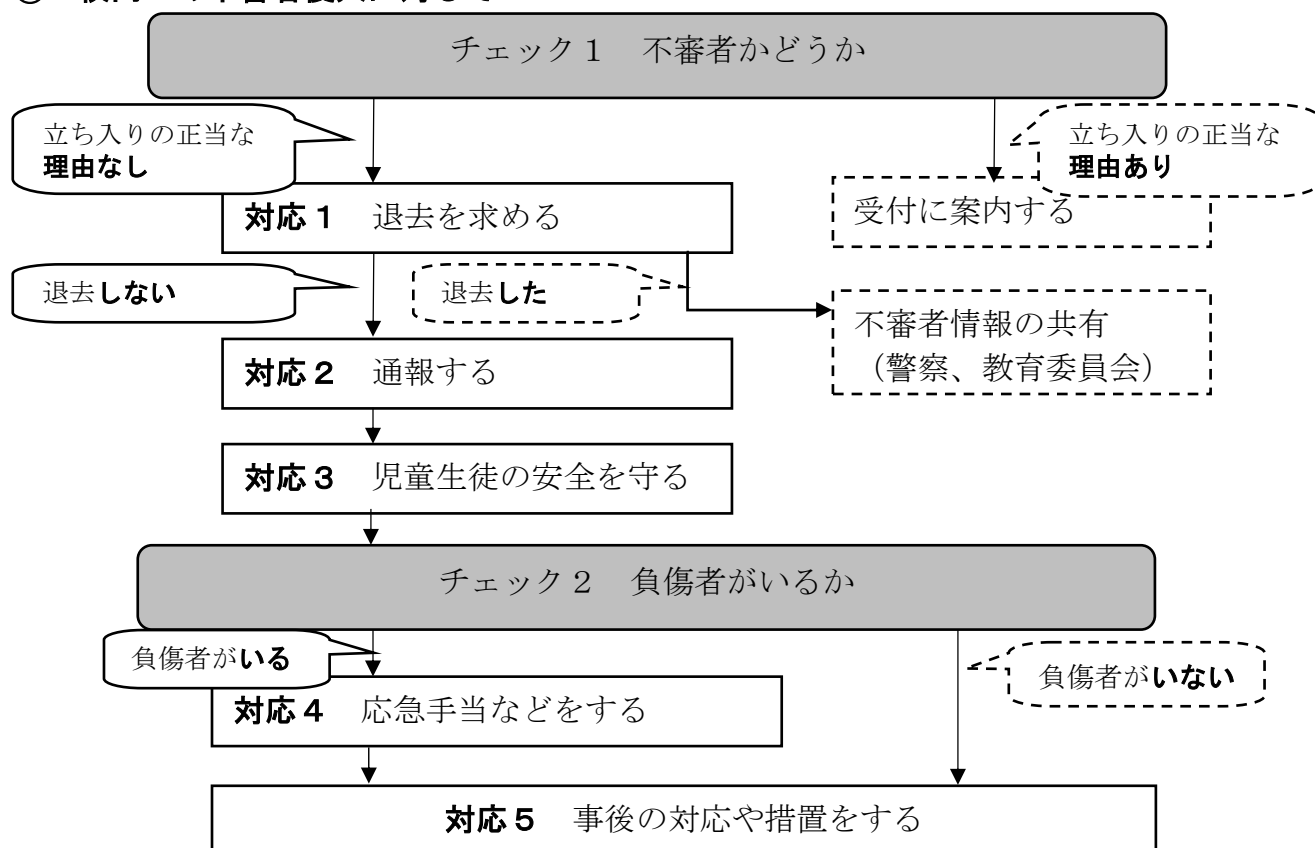 チェック１　不審者かどうか
立ち入りの正当な
理由なし
立ち入りの正当な
理由あり
対応１　退去を求める
受付に案内する
退去しない
退去した
不審者情報の共有
（警察、教育委員会）
対応２　通報する
対応３　児童生徒の安全を守る
チェック２　負傷者がいるか
負傷者がいる
負傷者がいない
対応４　応急手当などをする
対応５　事後の対応や措置をする